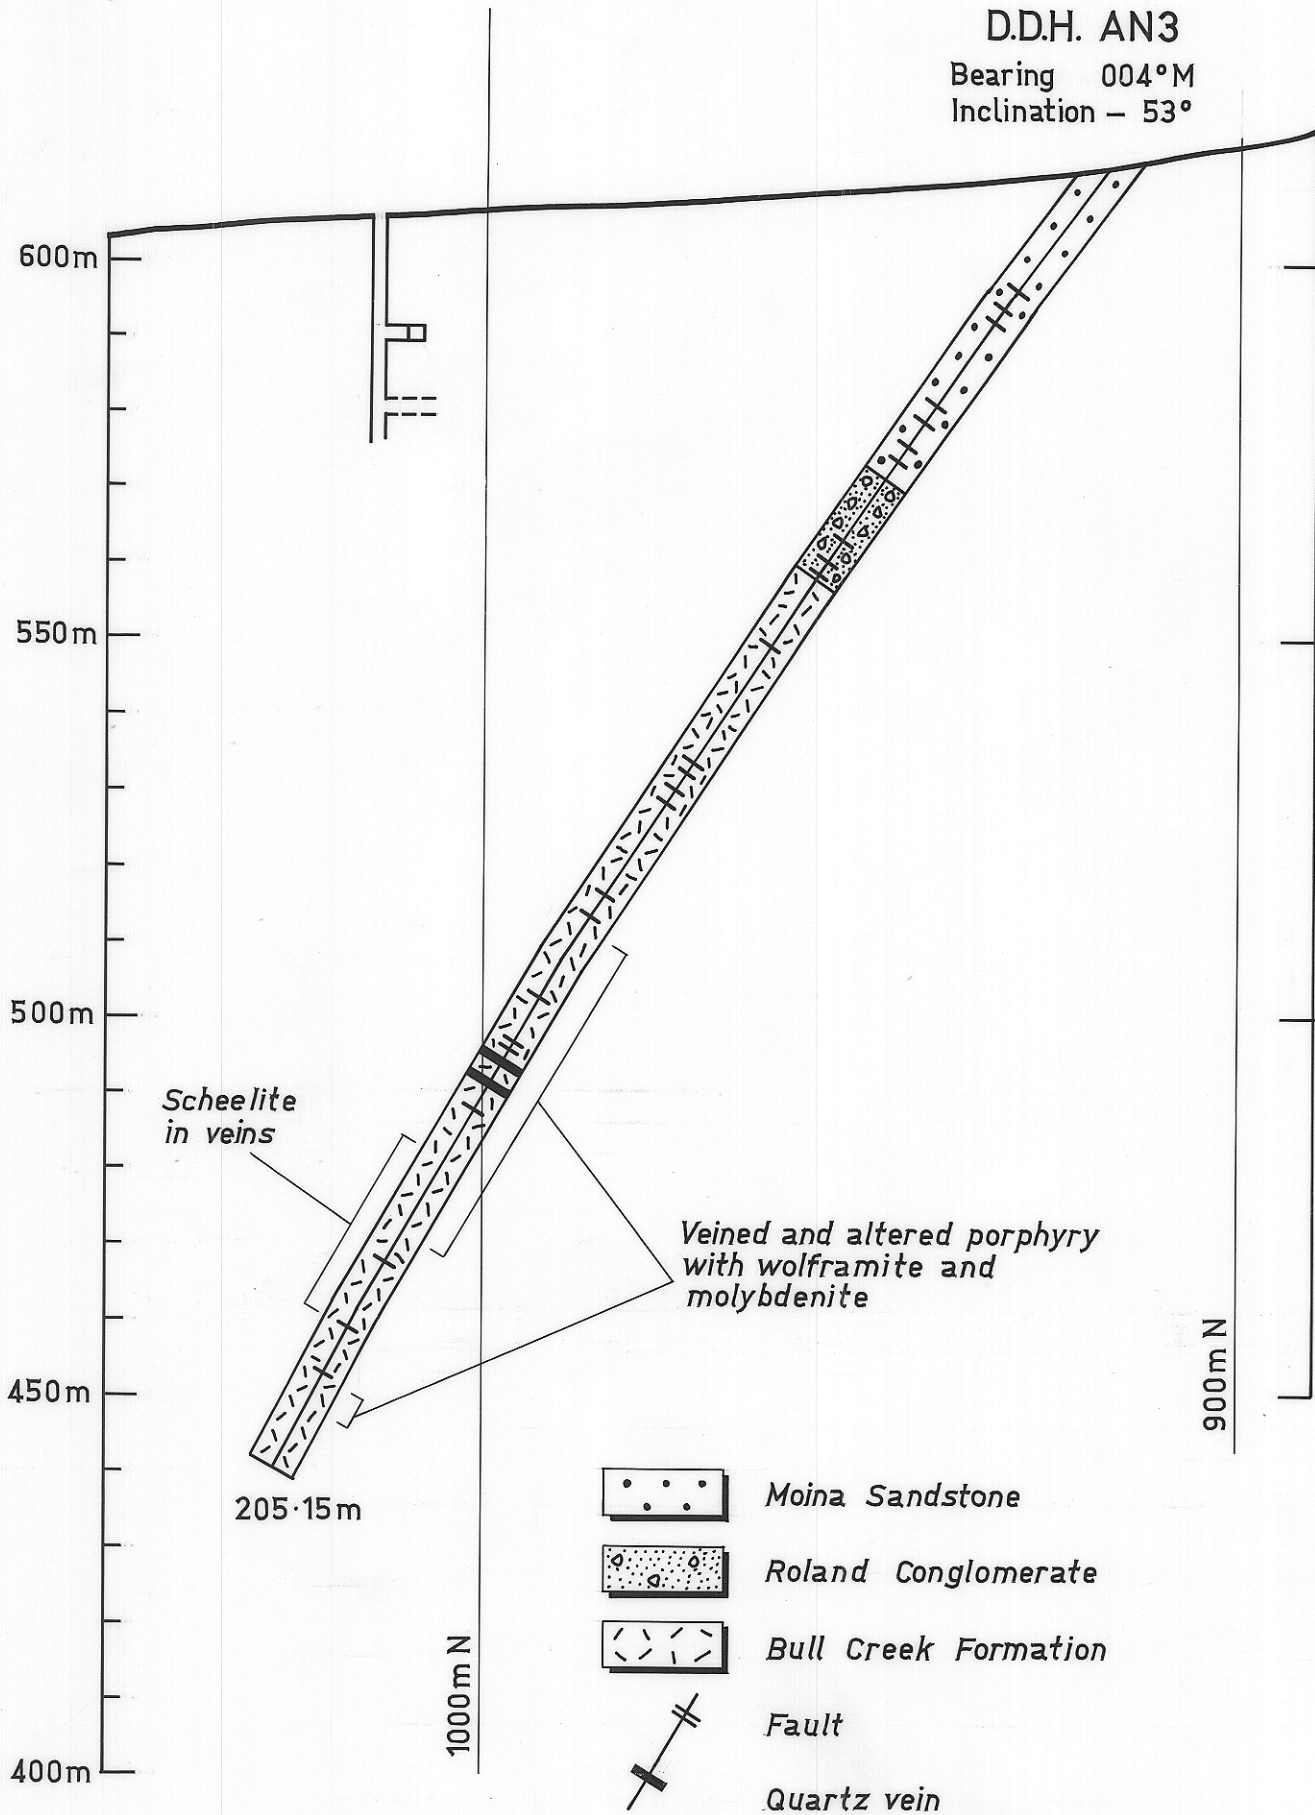 D.D.H. AN3
Bearing 004°M
Inclination – 53°
600m
550m
500m
Scheelite
in veins
Veined and altered porphyry
with wolframite and
molybdenite
450m
900m N
205·15m
Moina Sandstone
Roland Conglomerate
Bull Creek Formation
1000m N
Fault
400m
Quartz vein